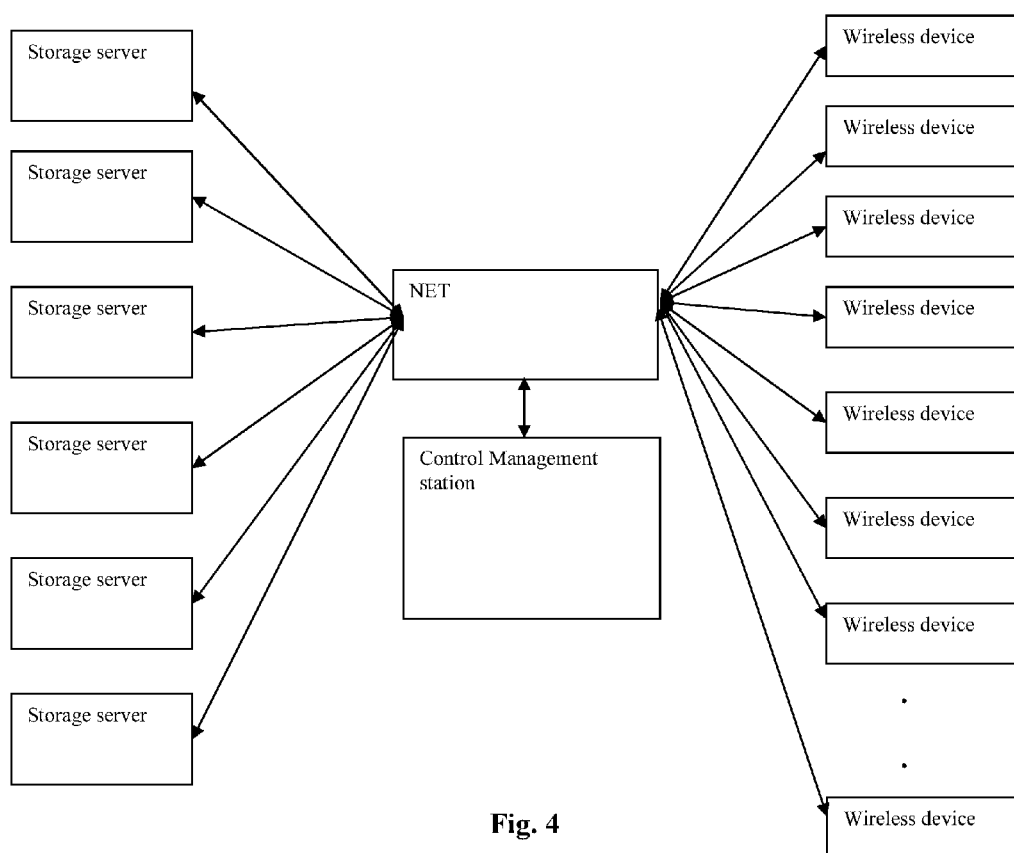 Storage server
Storage server
Storage server
Storage server
Storage server
Storage server
NET
Control Management
station
Wireless device
Wireless device
Wireless device
Wireless device
Wireless device
Wireless device
Wireless device
.
.
Wireless device
Fig. 4